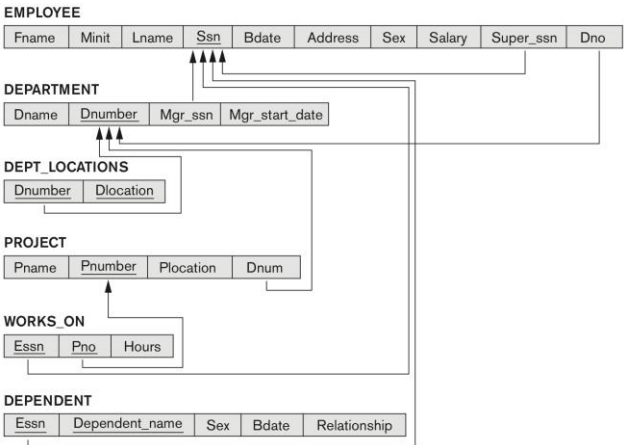 EMPLOYEE
Fname Minit Lname Ssn Bdate Address Sex Salary Super_ssn Dno
DEPARTMENT
Dname Dnumber Mgr_ssn Mgr_start_date
DEPT_LOCATIONS
Dnumber Dlocation
PROJECT
Pname Pnumber Plocation Dnum
WORKS_ON
Essn Pno Hours
DEPENDENT
Essn Dependent_name Sex Bdate Relationship